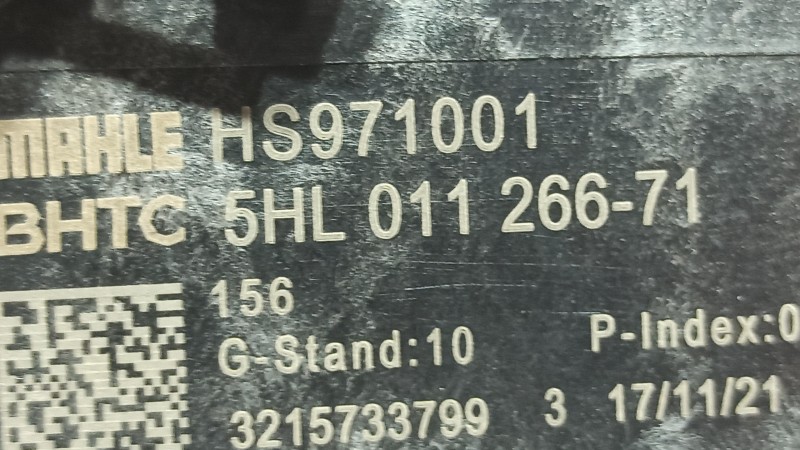 MAHLE HS971001
BHTC 5HL 011 266-71
156
G-Stand:10 P-Index:0
3215733799 3 17/11/21